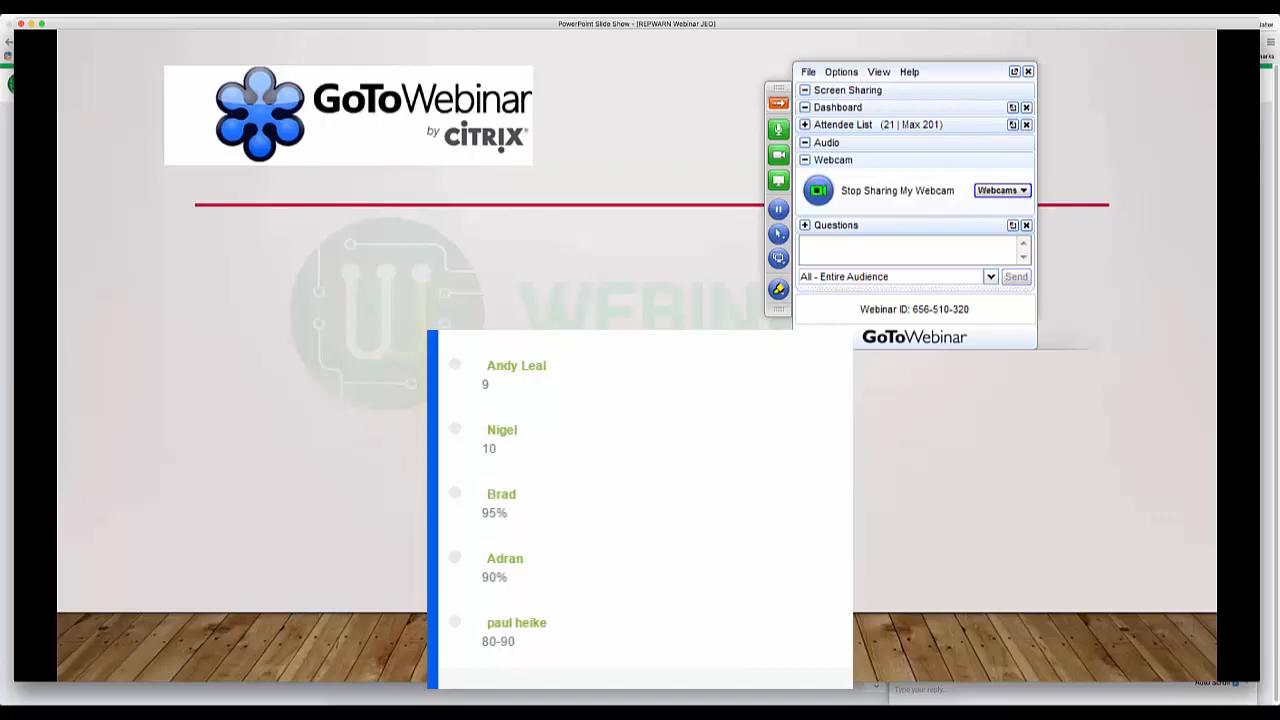 PowerPoint Slide Show - [REPWARN Webinar JEO]
GoToWebinar
by CITRIX
File Options View Help
Screen Sharing
Dashboard
Attendee List (21 | Max 201)
Audio
Webcam
Stop Sharing My Webcam Webcams
Questions
All - Entire Audience Send
Webinar ID: 656-510-320
GoToWebinar
Andy Leal
9
Nigel
10
Brad
95%
Adran
90%
paul heike
80-90
Auto Scroll
Type your reply...